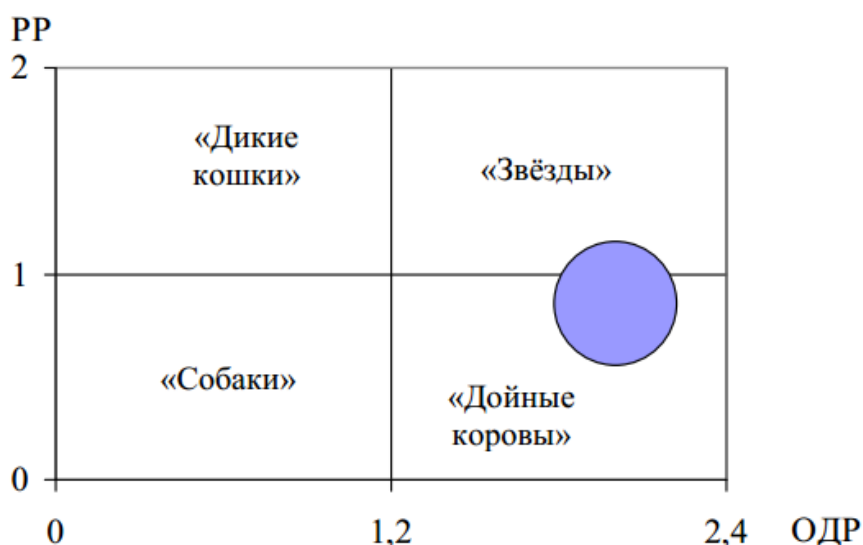 РР
2
«Дикие
кошки»
«Звёзды»
1
«Собаки»
«Дойные
коровы»
0
0
1,2
2,4
ОДР